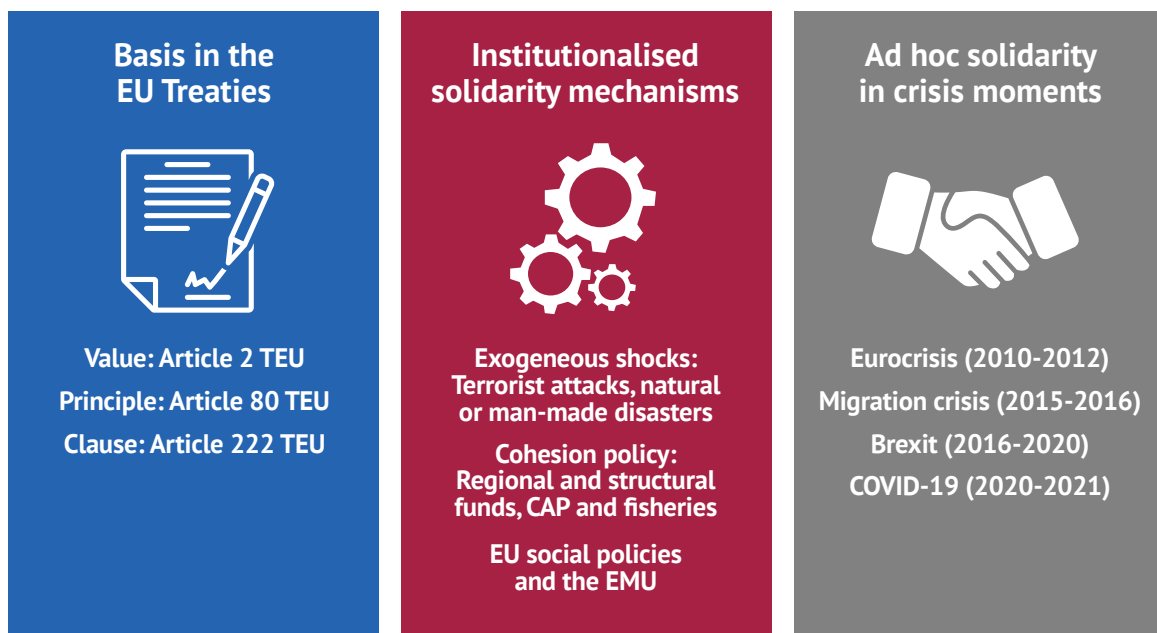 Basis in the
EU Treaties
Value: Article 2 TEU
Principle: Article 80 TEU
Clause: Article 222 TEU
Institutionalised
solidarity mechanisms
Exogeneous shocks:
Terrorist attacks, natural
or man-made disasters
Cohesion policy:
Regional and structural
funds, CAP and fisheries
EU social policies
and the EMU
Ad hoc solidarity
in crisis moments
Eurocrisis (2010-2012)
Migration crisis (2015-2016)
Brexit (2016-2020)
COVID-19 (2020-2021)